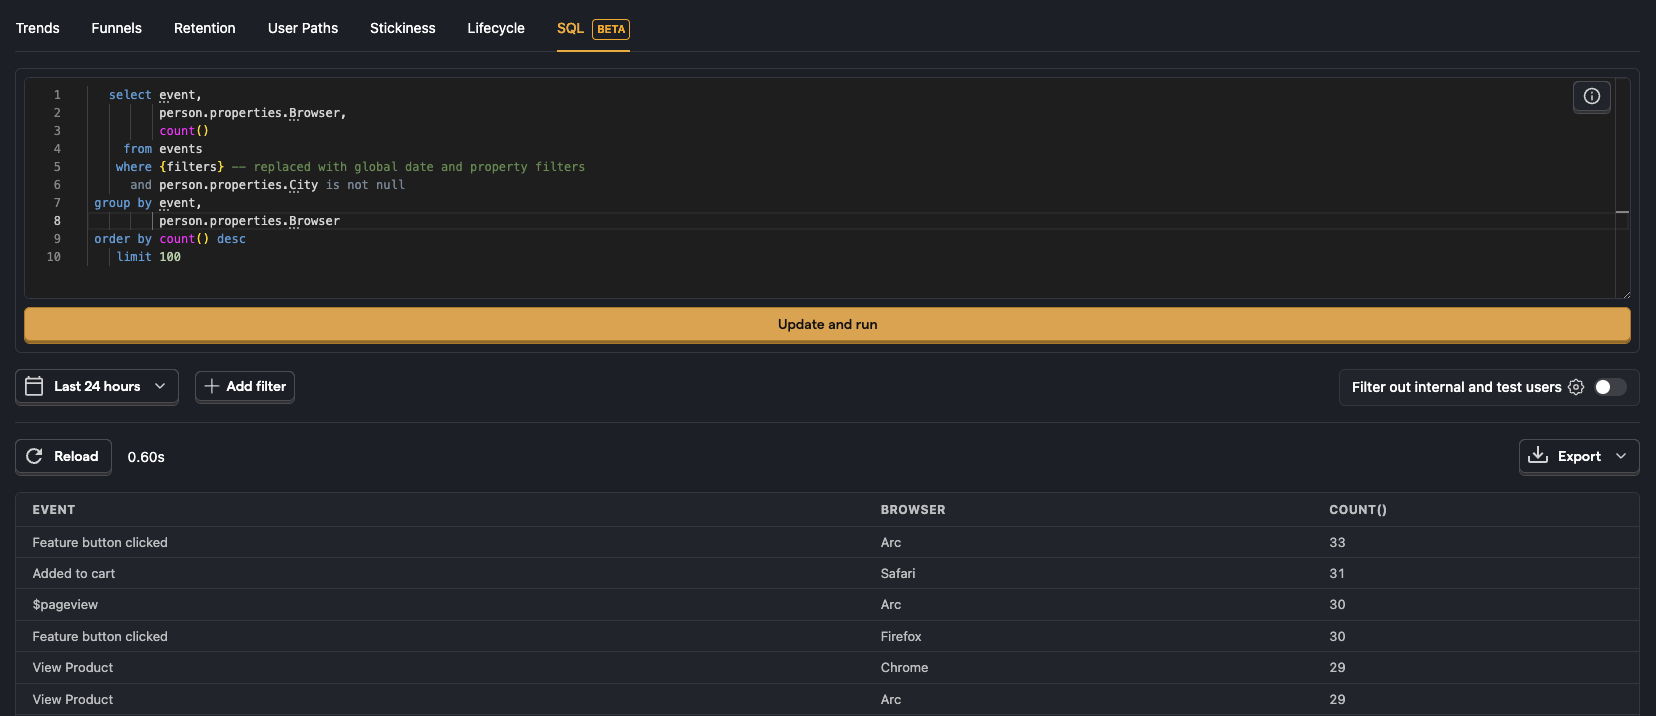 Trends Funnels Retention User Paths Stickiness Lifecycle SQL BETA
1 select event,
2 person.properties.Browser,
3 count()
4 from events
5 where {filters} -- replaced with global date and property filters
6 and person.properties.City is not null
7 group by event,
8 person.properties.Browser
9 order by count() desc
10 limit 100
Update and run
Last 24 hours Add filter Filter out internal and test users
Reload 0.60s Export
EVENT BROWSER COUNT()
Feature button clicked Arc 33
Added to cart Safari 31
$pageview Arc 30
Feature button clicked Firefox 30
View Product Chrome 29
View Product Arc 29